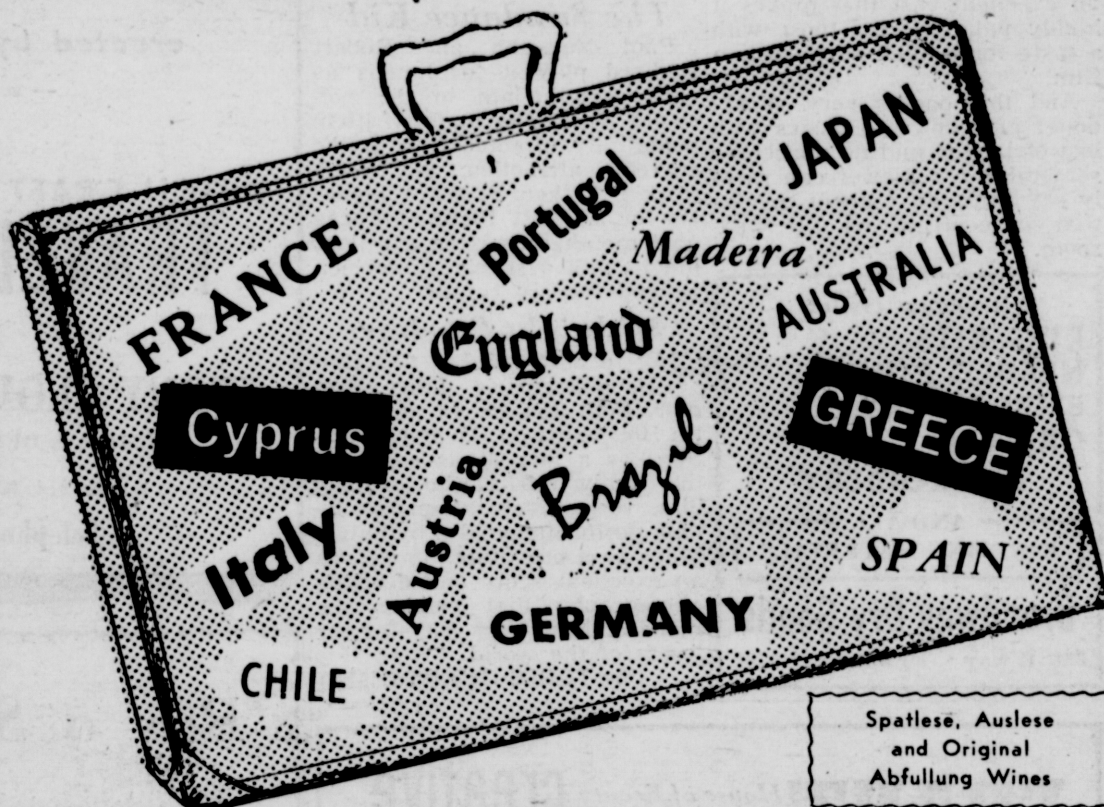 JAPAN
Portugal
Madeira
FRANCE
AUSTRALIA
England
Cyprus
GREECE
Brazil
Austria
Italy
SPAIN
GERMANY
CHILE
Spatlese, Auslese
and Original
Abfullung Wines